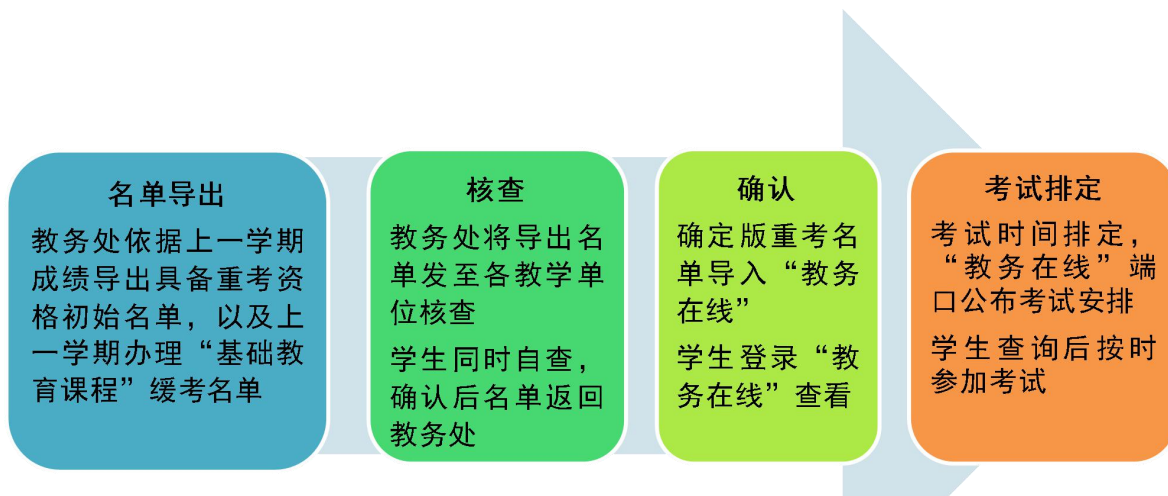 名单导出
教务处依据上一学期
成绩导出具备重考资
格初始名单，以及上
一学期办理“基础教
育课程”缓考名单
核查
教务处将导出名
单发至各教学单
位核查
学生同时自查，
确认后名单返回
教务处
确认
确定版重考名
单导入“教务
在线”
学生登录“教
务在线”查看
考试排定
考试时间排定，
“教务在线”端
口公布考试安排
学生查询后按时
参加考试